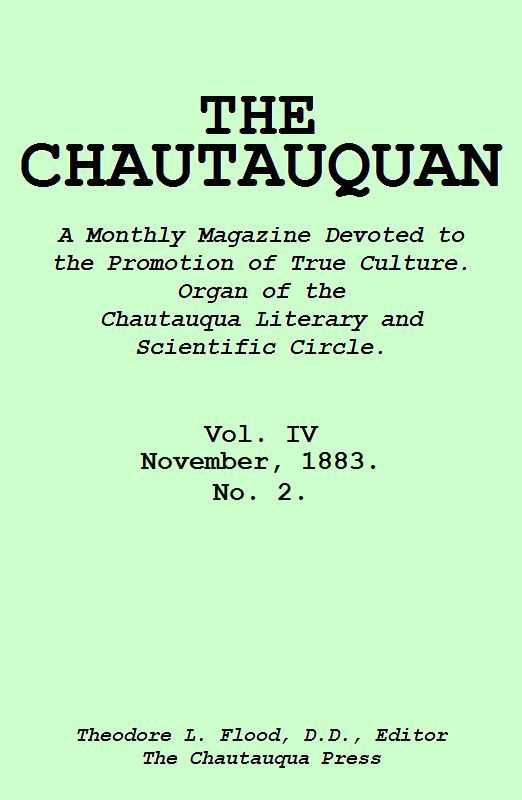 THE
CHAUTAUQUAN
A Monthly Magazine Devoted to
the Promotion of True Culture.
Organ of the
Chautauqua Literary and
Scientific Circle.
Vol. IV
November, 1883.
No. 2.
Theodore L. Flood, D.D., Editor
The Chautauqua Press